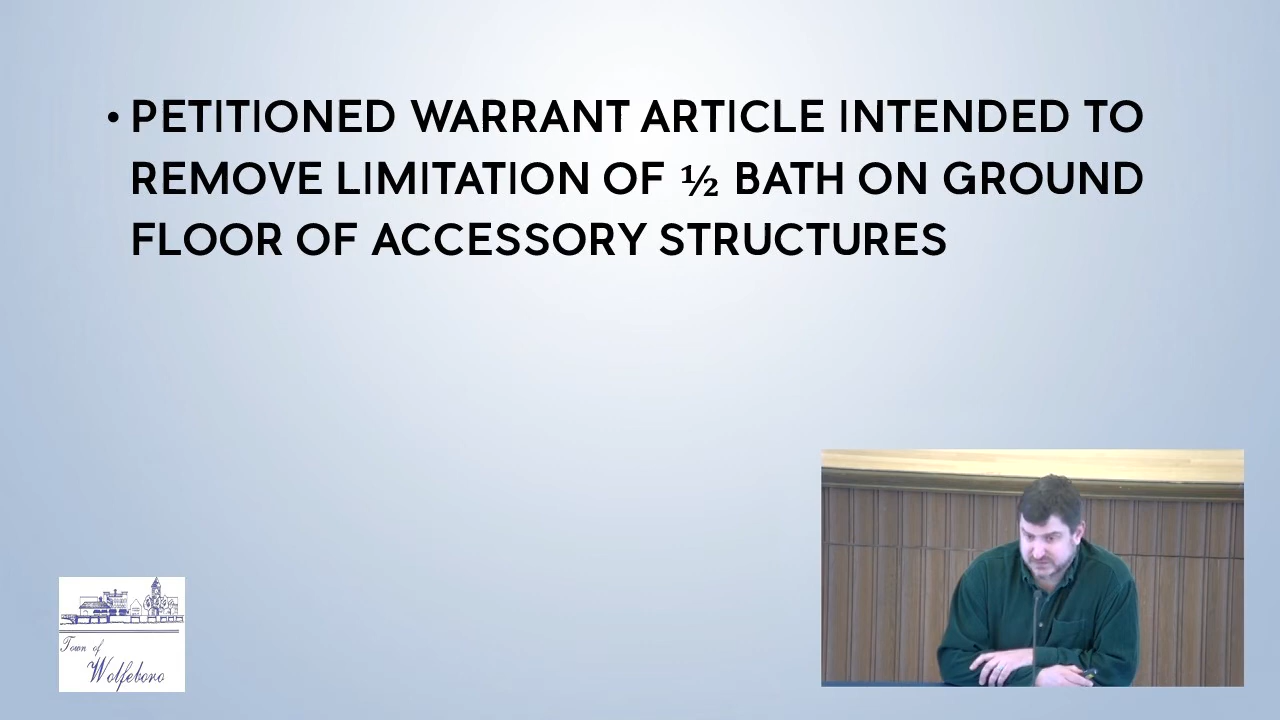 • PETITIONED WARRANT ARTICLE INTENDED TO
REMOVE LIMITATION OF ½ BATH ON GROUND
FLOOR OF ACCESSORY STRUCTURES
Town of
Wolfeboro